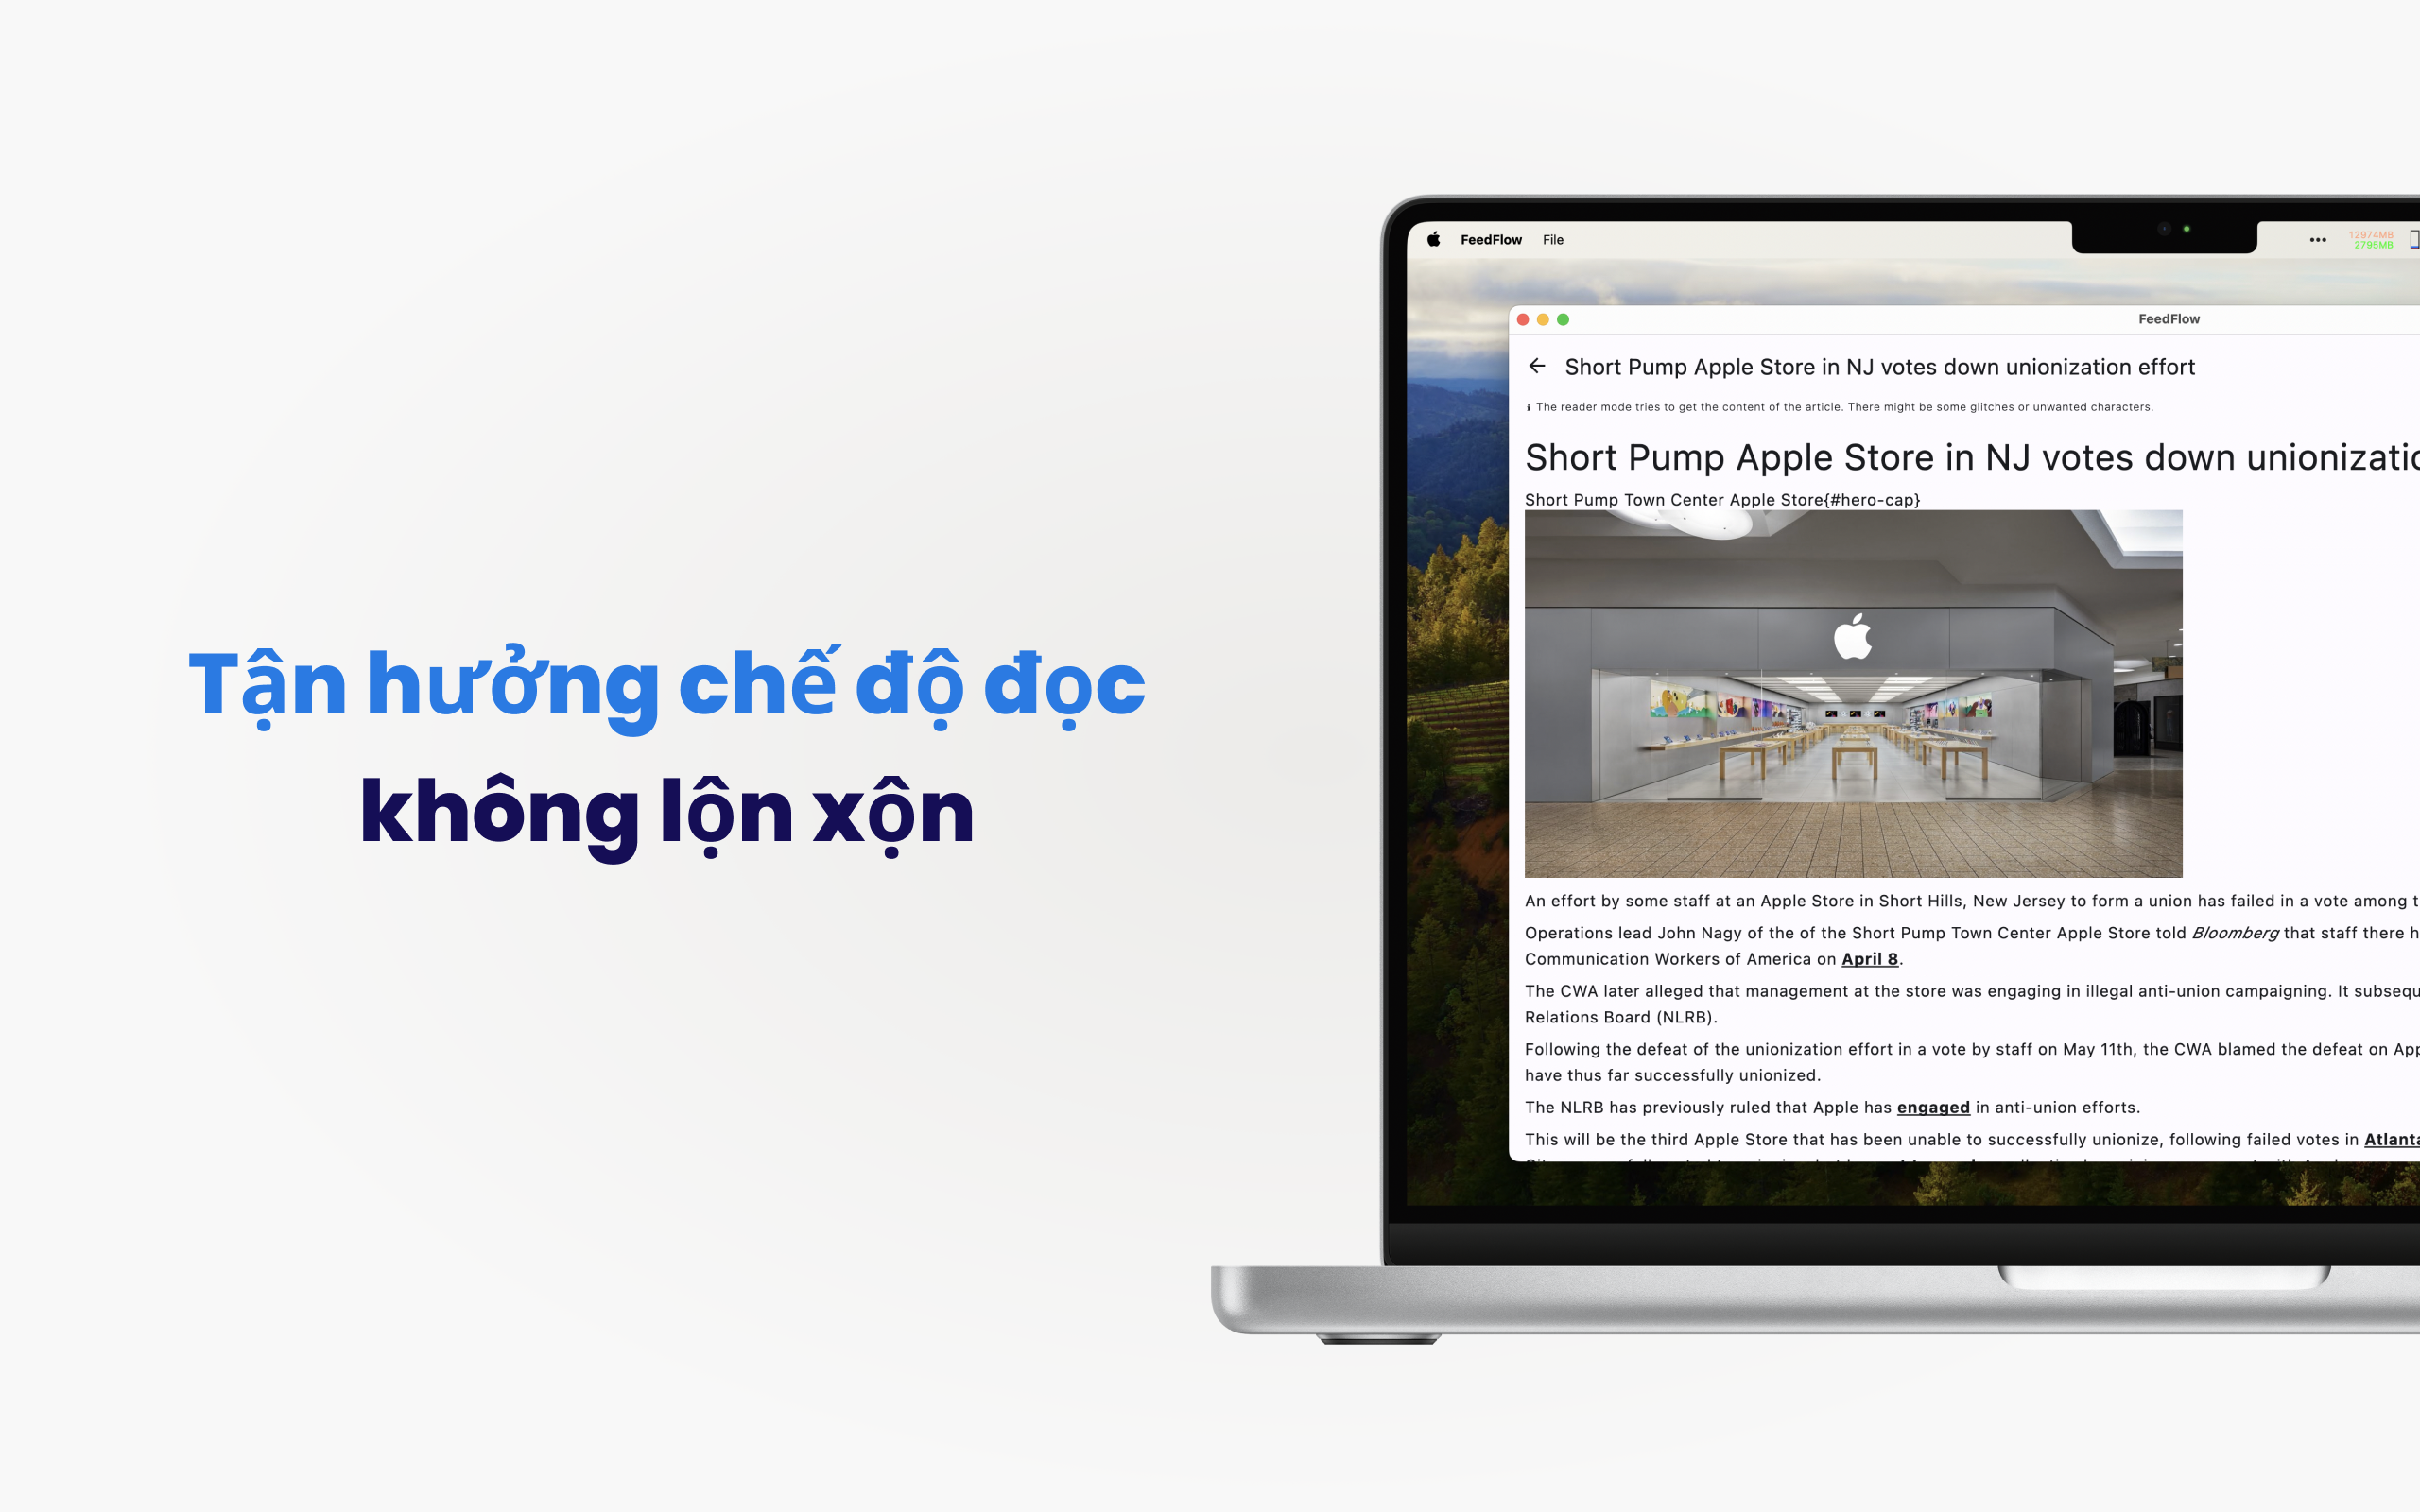 Tận hưởng chế độ đọc
không lộn xộn
FeedFlow File
12974MB
2795MB
FeedFlow
Short Pump Apple Store in NJ votes down unionization effort
The reader mode tries to get the content of the article. There might be some glitches or unwanted characters.
Short Pump Apple Store in NJ votes down
Short Pump Town Center Apple Store{#hero-cap}
An effort by some staff at an Apple Store in Short Hills, New Jersey to form a union has failed in a vote among
Operations lead John Nagy of the of the Short Pump Town Center Apple Store told Bloomberg that staff there
Communication Workers of America on April 8.
The CWA later alleged that management at the store was engaging in illegal anti-union campaigning. It
Relations Board (NLRB).
Following the defeat of the unionization effort in a vote by staff on May 11th, the CWA blamed the defeat on
have thus far successfully unionized.
The NLRB has previously ruled that Apple has engaged in anti-union efforts.
This will be the third Apple Store that has been unable to successfully unionize, following failed votes in